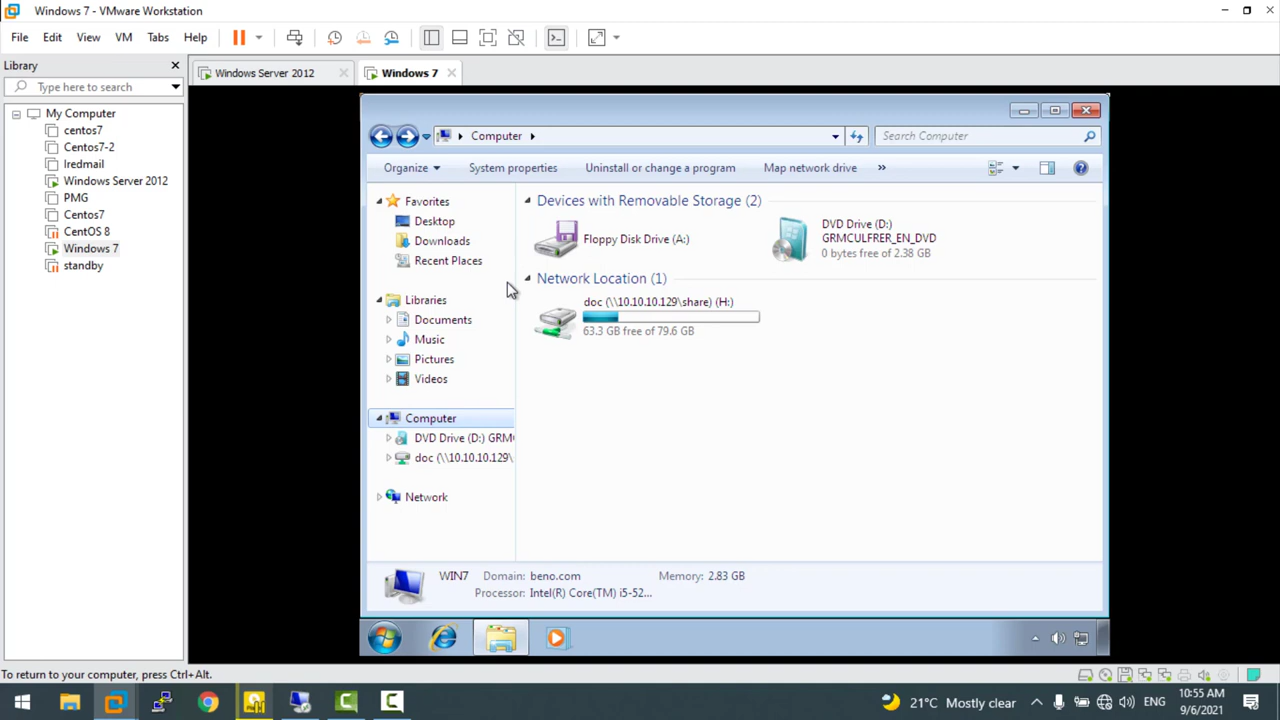 Windows 7 - VMware Workstation
File Edit View VM Tabs Help
Library
Type here to search
My Computer
centos7
Centos7-2
Iredmail
Windows Server 2012
PMG
Centos7
CentOS 8
Windows 7
standby
Windows Server 2012
Windows 7
Computer
Search Computer
Organize System properties Uninstall or change a program Map network drive »
Favorites
Desktop
Downloads
Recent Places
Libraries
Documents
Music
Pictures
Videos
Computer
DVD Drive (D:) GRM
doc (\\10.10.10.129\
Network
Devices with Removable Storage (2)
Floppy Disk Drive (A:)
DVD Drive (D:)
GRMCULFRER_EN_DVD
0 bytes free of 2.38 GB
Network Location (1)
doc (\\10.10.10.129\share) (H:)
63.3 GB free of 79.6 GB
WIN7 Domain: beno.com Memory: 2.83 GB
Processor: Intel(R) Core(TM) i5-52...
To return to your computer, press Ctrl+Alt.
21°C Mostly clear
ENG
10:55 AM
9/6/2021